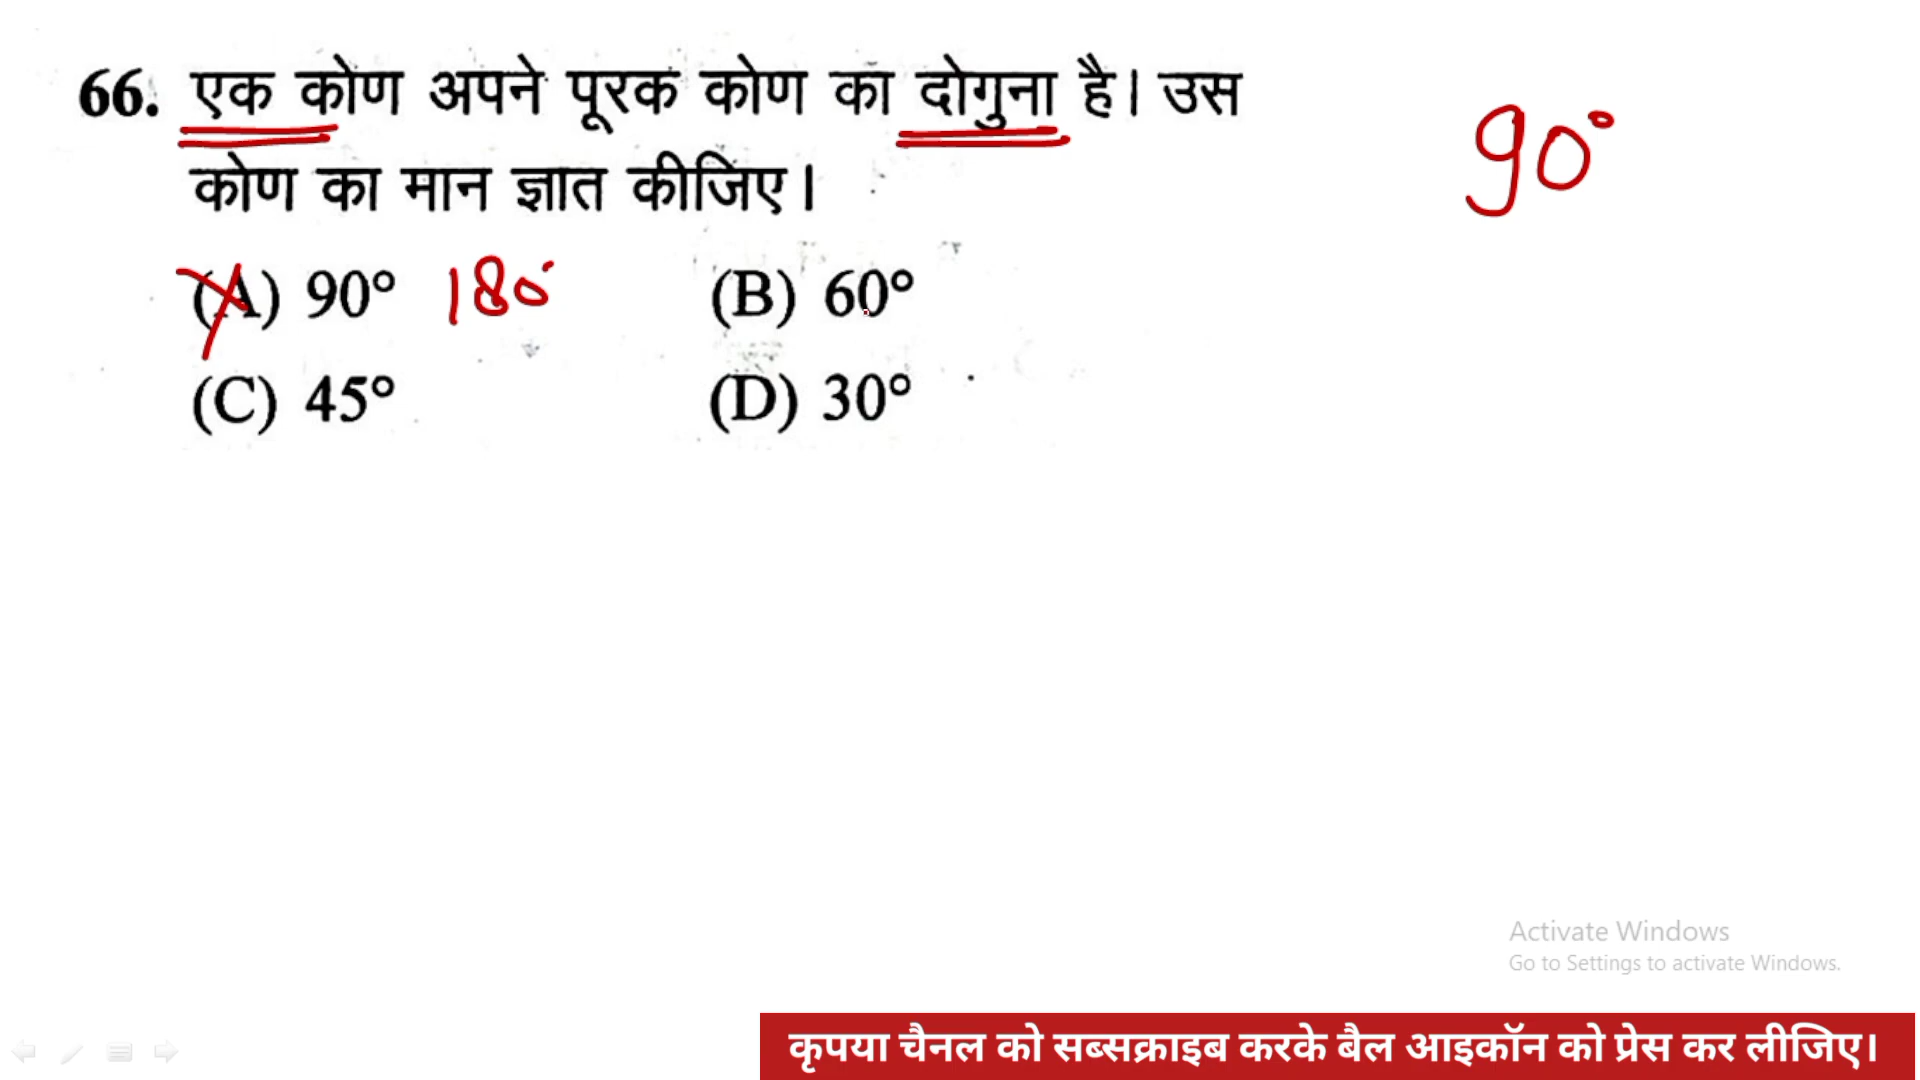 66. एक कोण अपने पूरक कोण का दोगुना है। उस
कोण का मान ज्ञात कीजिए।
90°
(A) 90° 180° (B) 60°
(C) 45° (D) 30°
Activate Windows
Go to Settings to activate Windows.
कृपया चैनल को सब्सक्राइब करके बैल आइकॉन को प्रेस कर लीजिए।